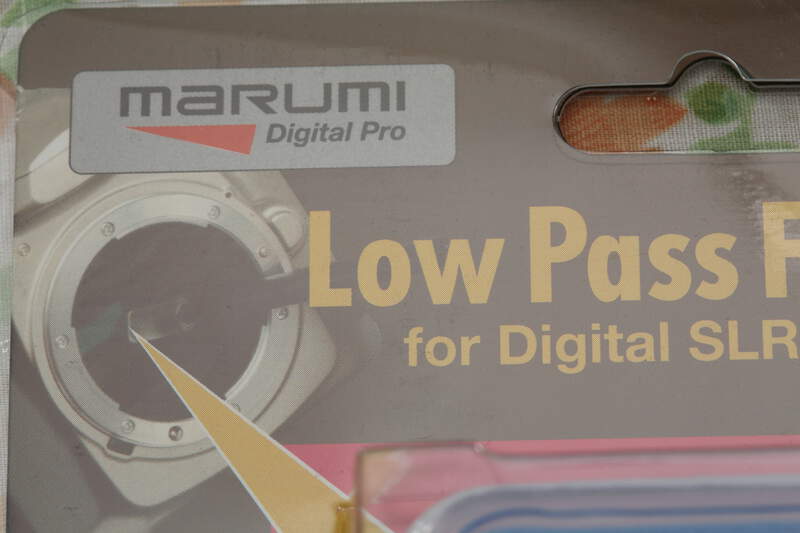 MARUMI
Digital Pro
Low Pass F
for Digital SLR